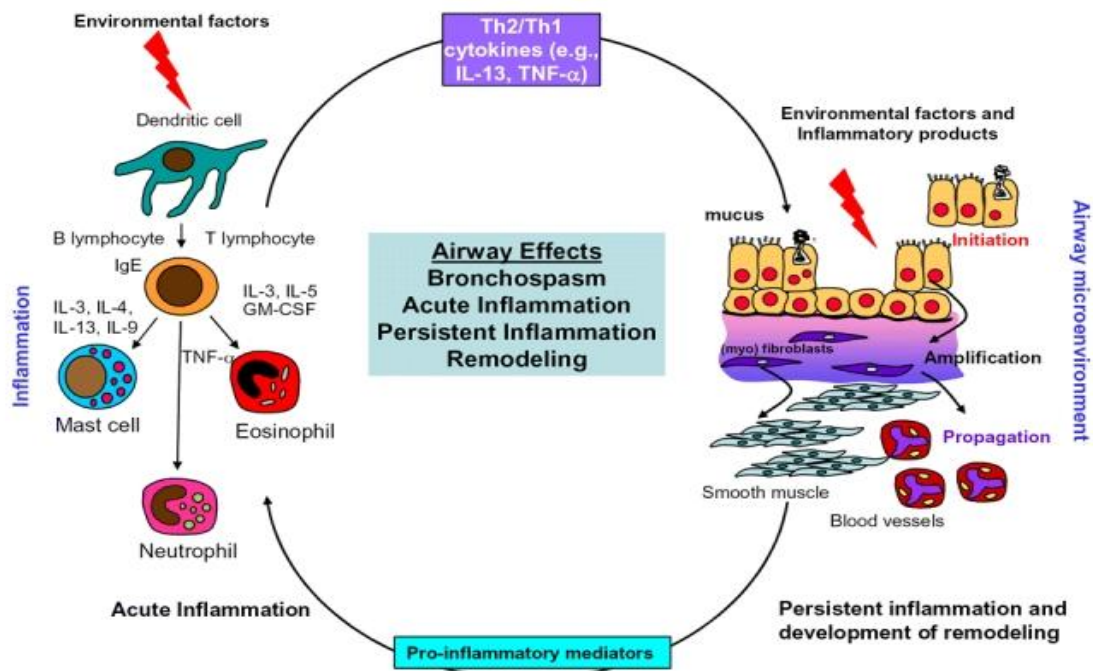 Environmental factors
Dendritic cell
B lymphocyte
T lymphocyte
IgE
IL-3, IL-4,
IL-13, IL-9
IL-3, IL-5
GM-CSF
TNF-α
Mast cell
Eosinophil
Neutrophil
Inflammation
Acute Inflammation
Th2/Th1
cytokines (e.g.,
IL-13, TNF-α)
Airway Effects
Bronchospasm
Acute Inflammation
Persistent Inflammation
Remodeling
Pro-inflammatory mediators
Environmental factors and
Inflammatory products
mucus
Initiation
(myo) fibroblasts
Amplification
Propagation
Smooth muscle
Blood vessels
Airway microenvironment
Persistent inflammation and
development of remodeling